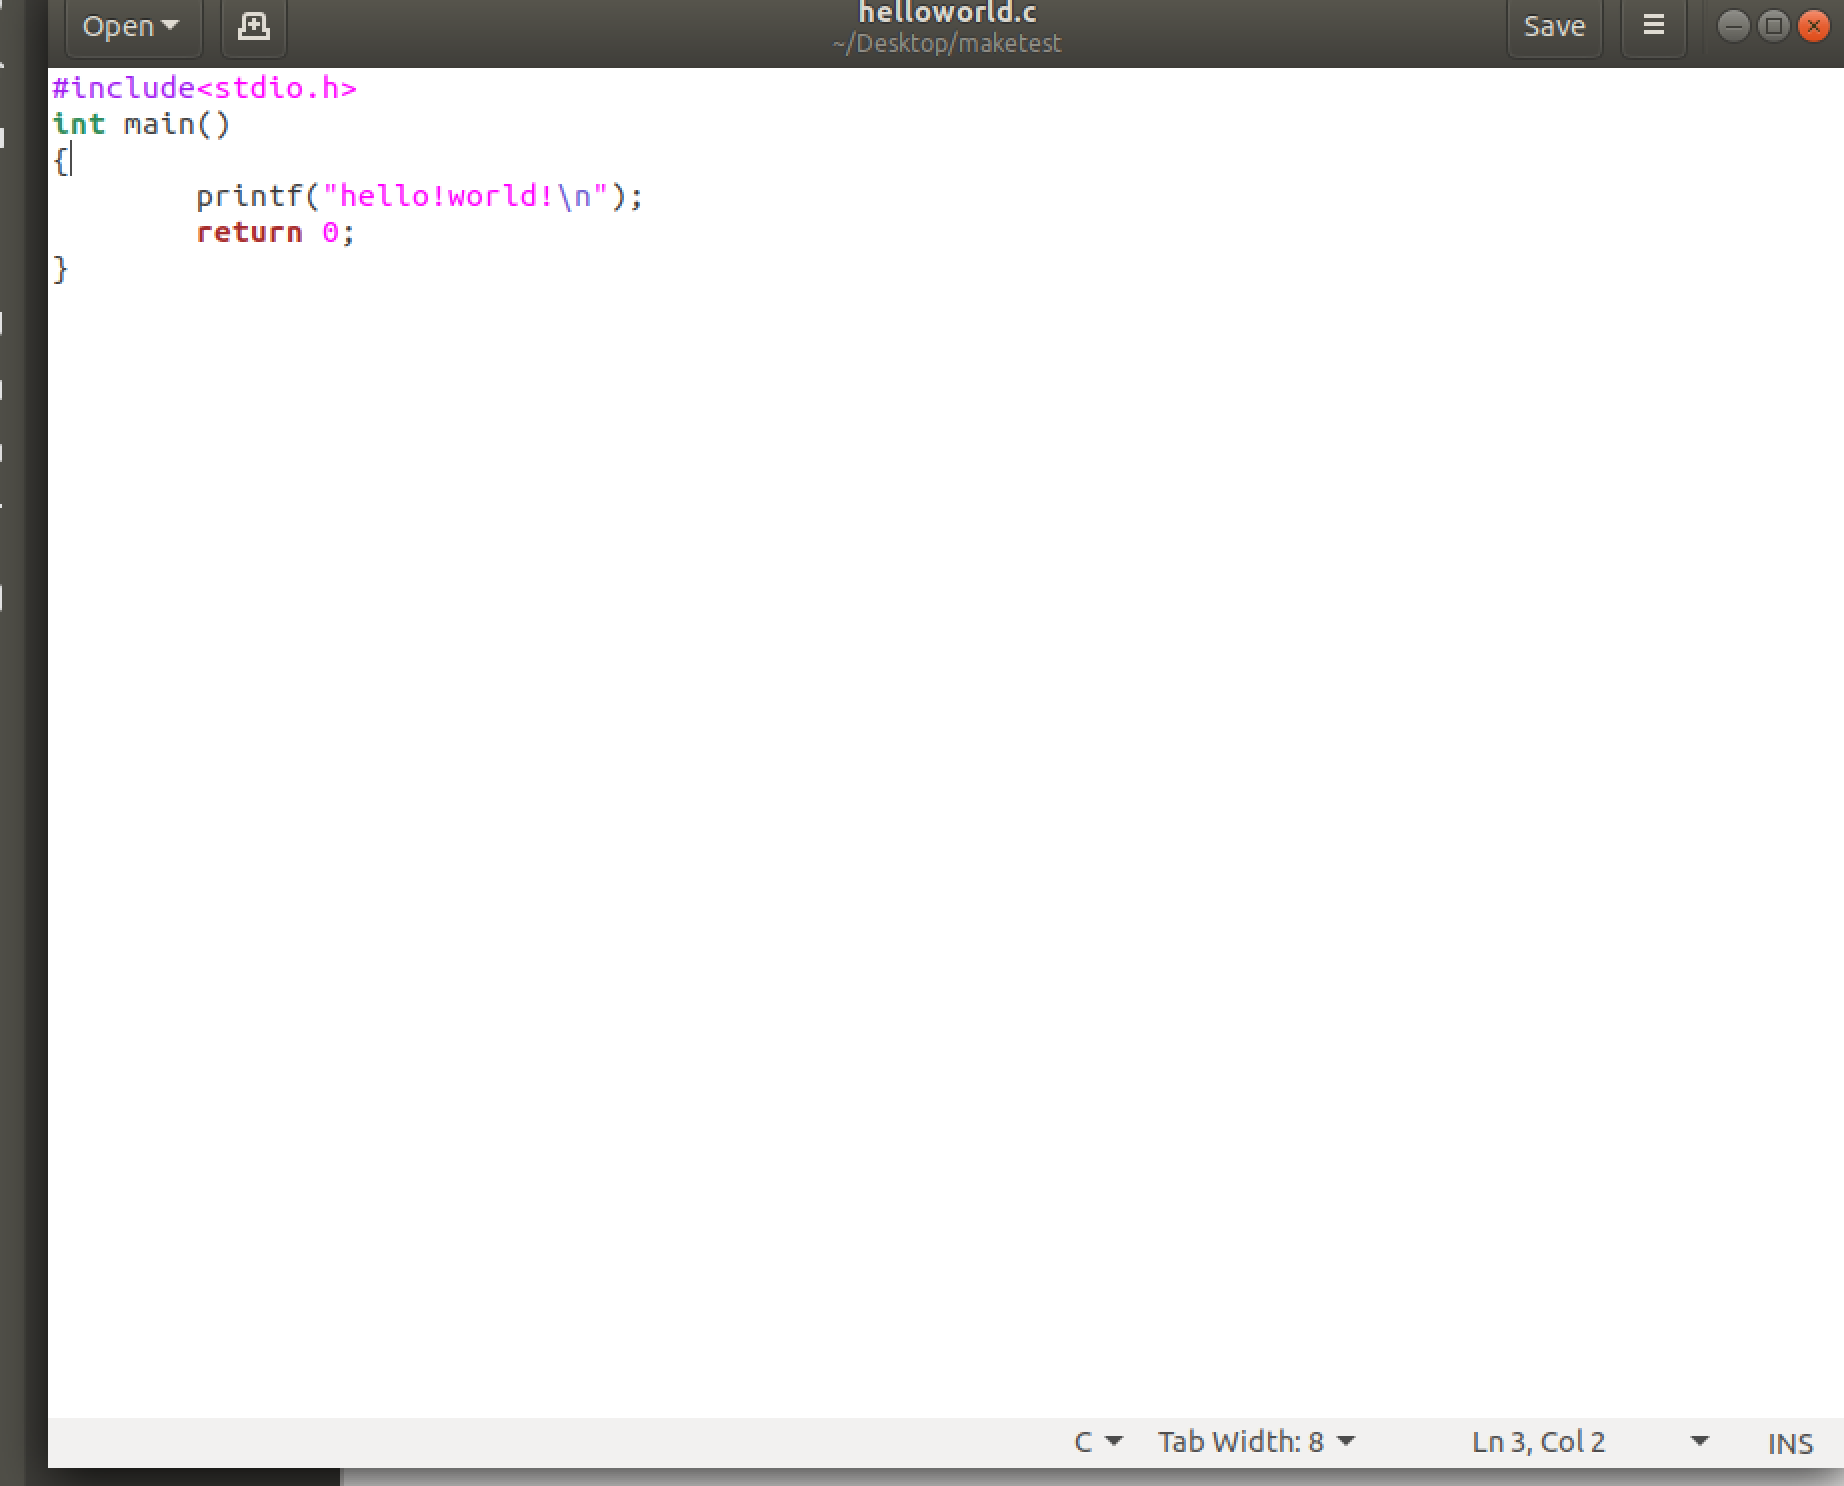 Open
helloworld.c
~/Desktop/maketest
Save
#include<stdio.h>
int main()
{
        printf("hello!world!\n");
        return 0;
}
C
Tab Width: 8
Ln 3, Col 2
INS